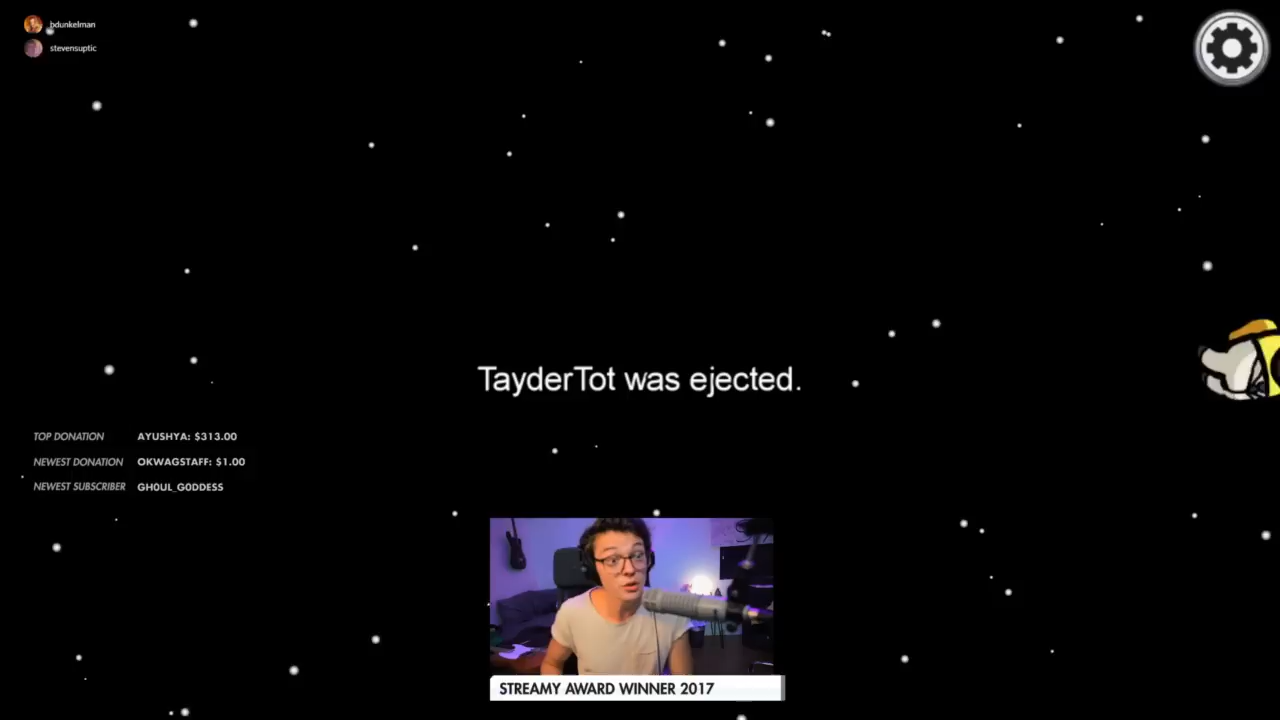 bdunkelman
stevensuptic
TayderTot was ejected.
TOP DONATION AYUSHYA: $313.00
NEWEST DONATION OKWAGSTAFF: $1.00
NEWEST SUBSCRIBER GH0UL_G0DDESS
STREAMY AWARD WINNER 2017